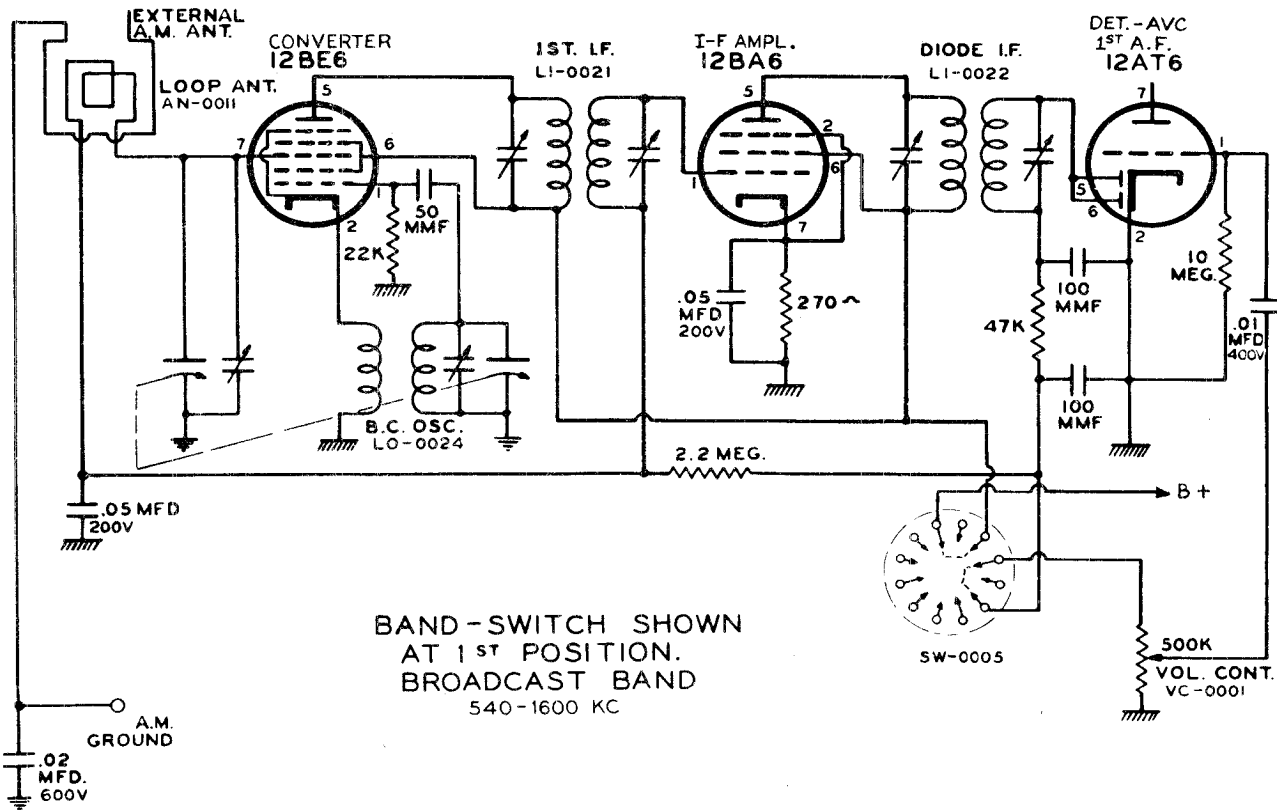 EXTERNAL
A.M. ANT.
LOOP ANT.
AN-0011
CONVERTER
12BE6
5
7
6
1
2
50
MMF
22K
1ST. I.F.
LI-0021
I-F AMPL.
12BA6
5
2
6
1
7
.05
MFD
200V
270~
DIODE I.F.
LI-0022
DET.-AVC
1ST A.F.
12AT6
7
1
5
6
2
10
MEG.
.01
MFD
400V
100
MMF
47K
100
MMF
B.C. OSC.
LO-0024
2.2 MEG.
.05 MFD
200V
B+
SW-0005
500K
VOL. CONT.
VC-0001
BAND-SWITCH SHOWN
AT 1ST POSITION.
BROADCAST BAND
540-1600 KC
A.M.
GROUND
.02
MFD.
600V